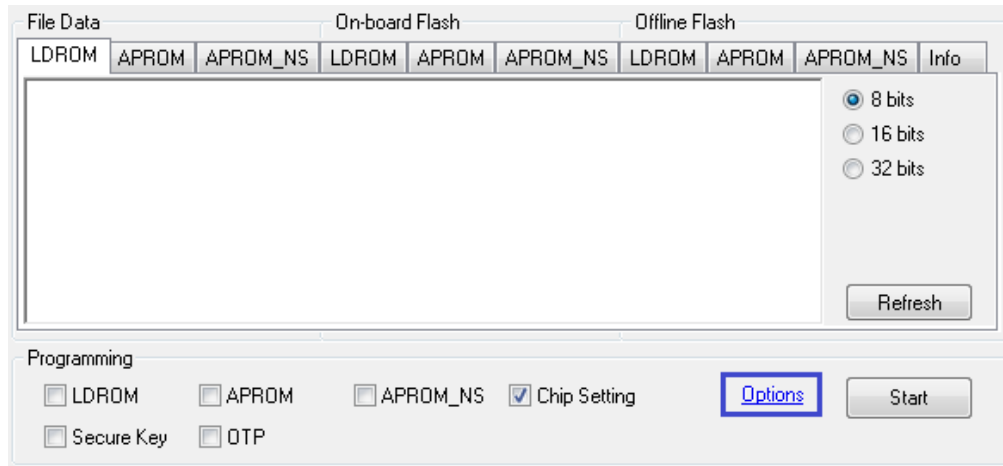 File Data On-board Flash Offline Flash
LDROM APROM APROM_NS LDROM APROM APROM_NS LDROM APROM APROM_NS Info
8 bits
16 bits
32 bits
Refresh
Programming
LDROM APROM APROM_NS Chip Setting Options Start
Secure Key OTP